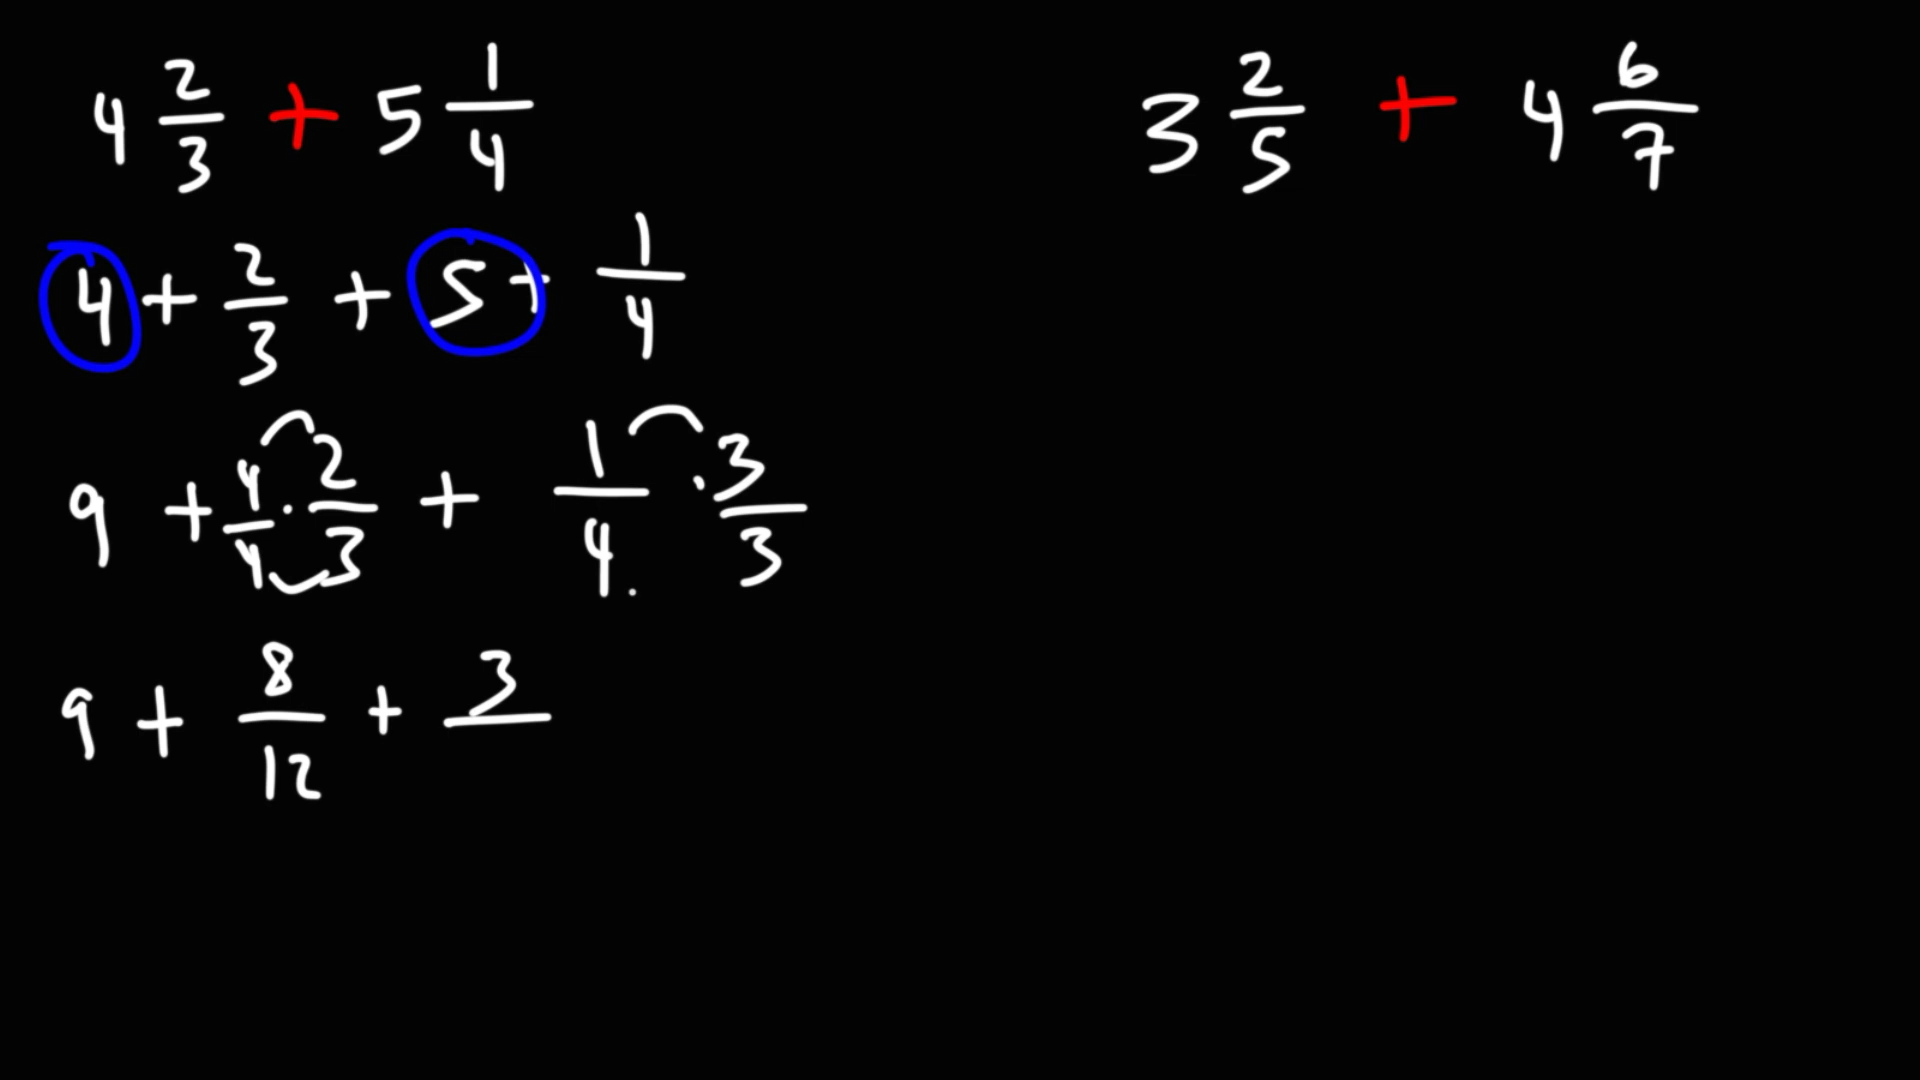 4 2/3 + 5 1/4
4 + 2/3 + 5 + 1/4
9 + 4/4 · 2/3 + 1/4 · 3/3
9 + 8/12 + 3/
3 2/5 + 4 6/7